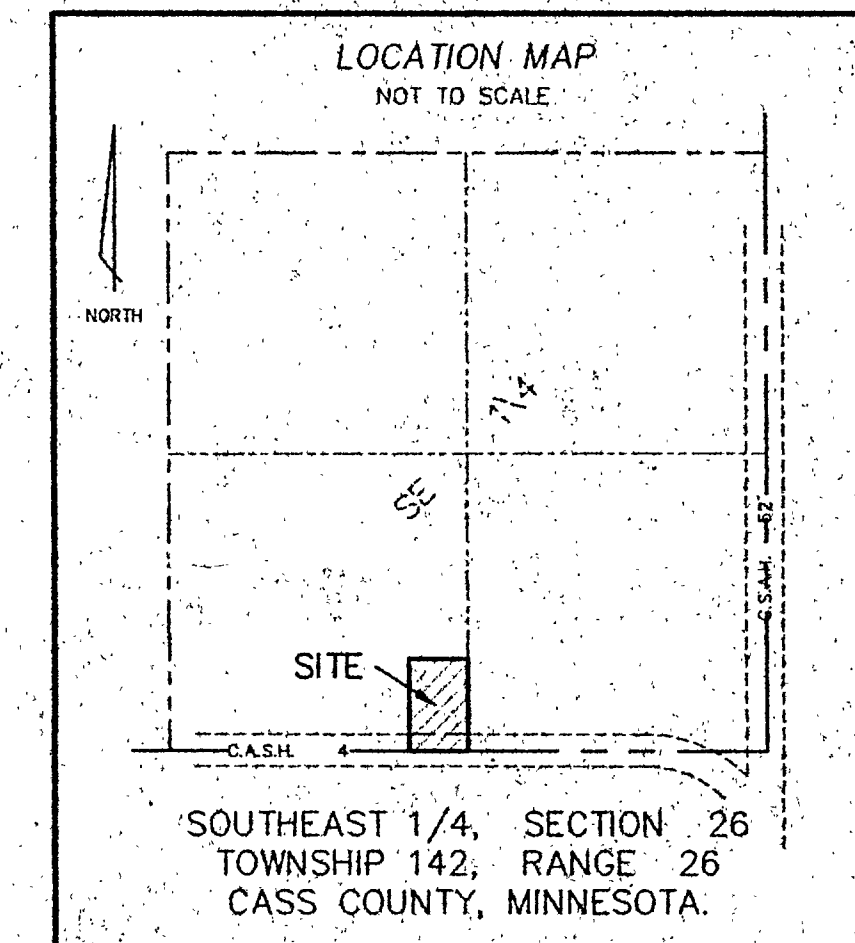 LOCATION MAP
NOT TO SCALE
NORTH
SE 1/4
C.S.A.H. 62
SITE
C.A.S.H. 4
SOUTHEAST 1/4, SECTION 26
TOWNSHIP 142, RANGE 26
CASS COUNTY, MINNESOTA.